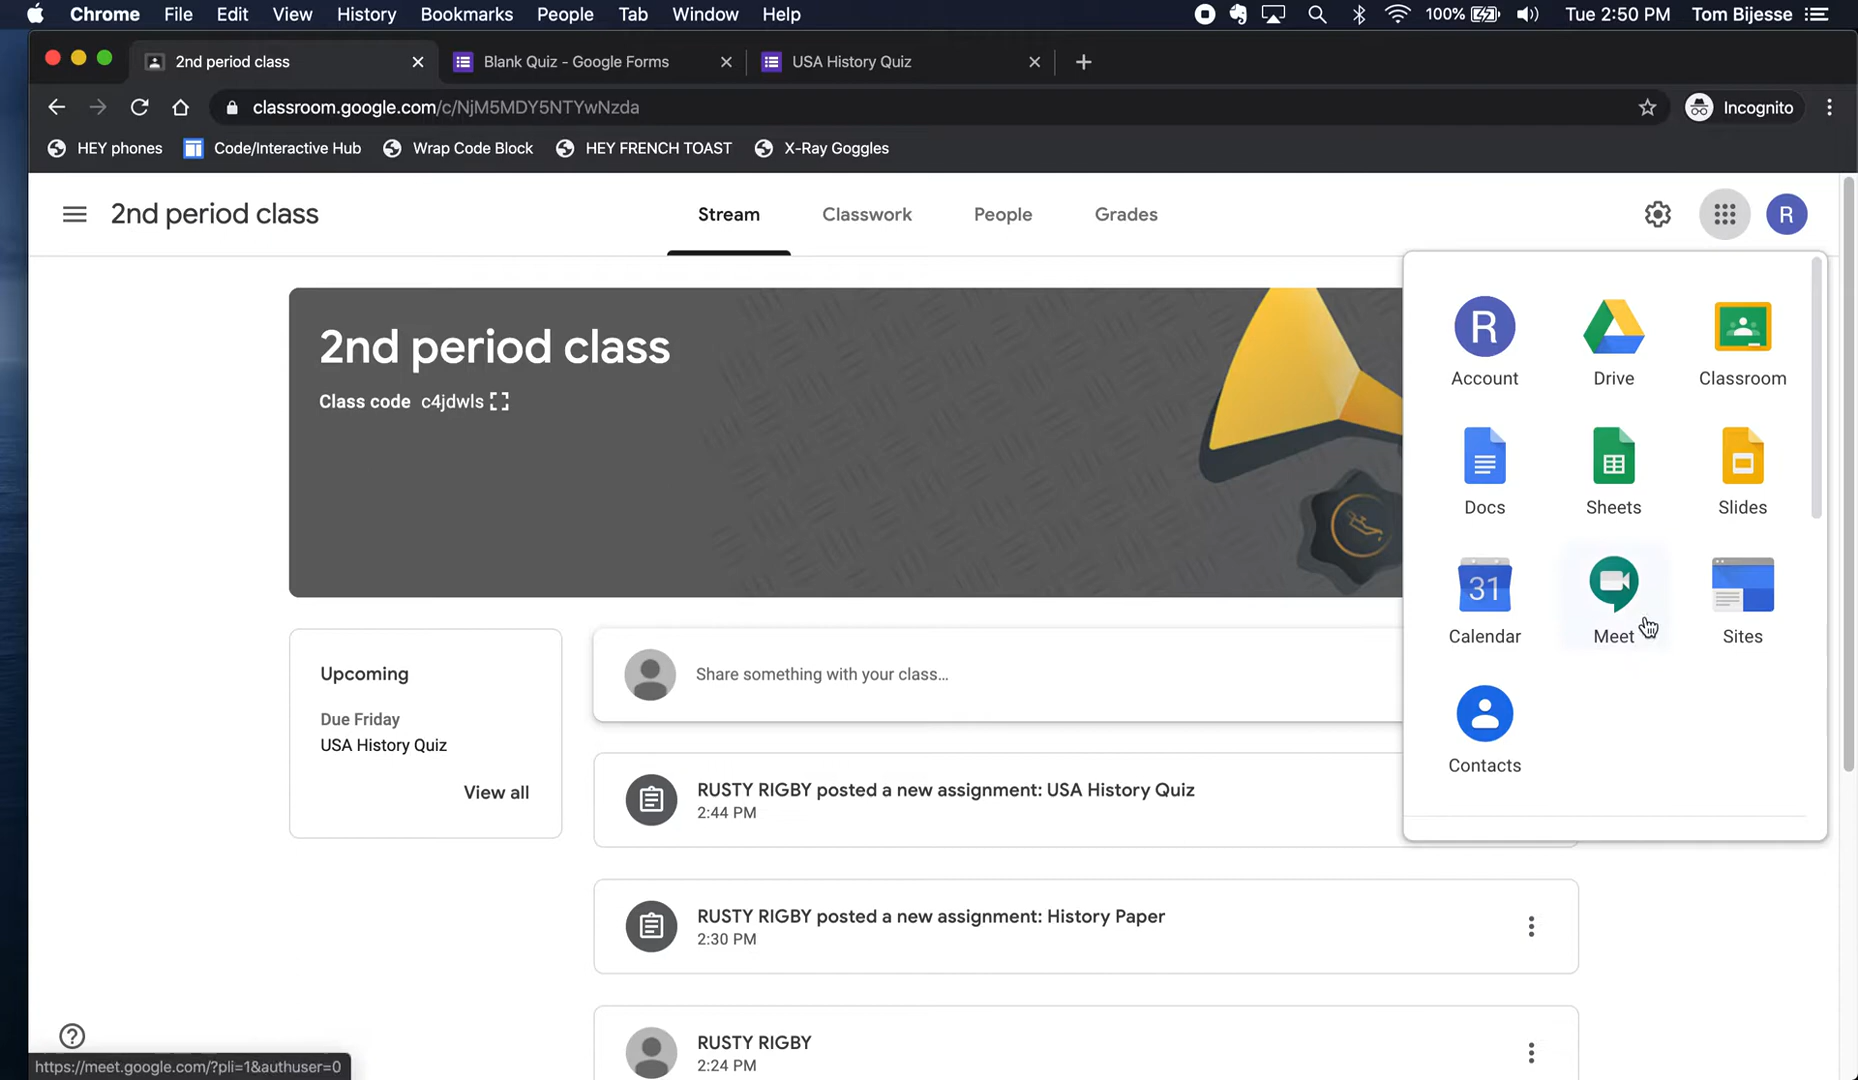 Chrome File Edit View History Bookmarks People Tab Window Help 100% Tue 2:50 PM Tom Bijesse
2nd period class Blank Quiz - Google Forms USA History Quiz
classroom.google.com/c/NjM5MDY5NTYwNzda Incognito
HEY phones Code/Interactive Hub Wrap Code Block HEY FRENCH TOAST X-Ray Goggles
2nd period class Stream Classwork People Grades R
2nd period class
Class code c4jdwls
R
Account Drive Classroom
Docs Sheets Slides
31
Calendar Meet Sites
Contacts
Upcoming
Due Friday
USA History Quiz
View all
Share something with your class...
RUSTY RIGBY posted a new assignment: USA History Quiz
2:44 PM
RUSTY RIGBY posted a new assignment: History Paper
2:30 PM
RUSTY RIGBY
2:24 PM
https://meet.google.com/?pli=1&authuser=0